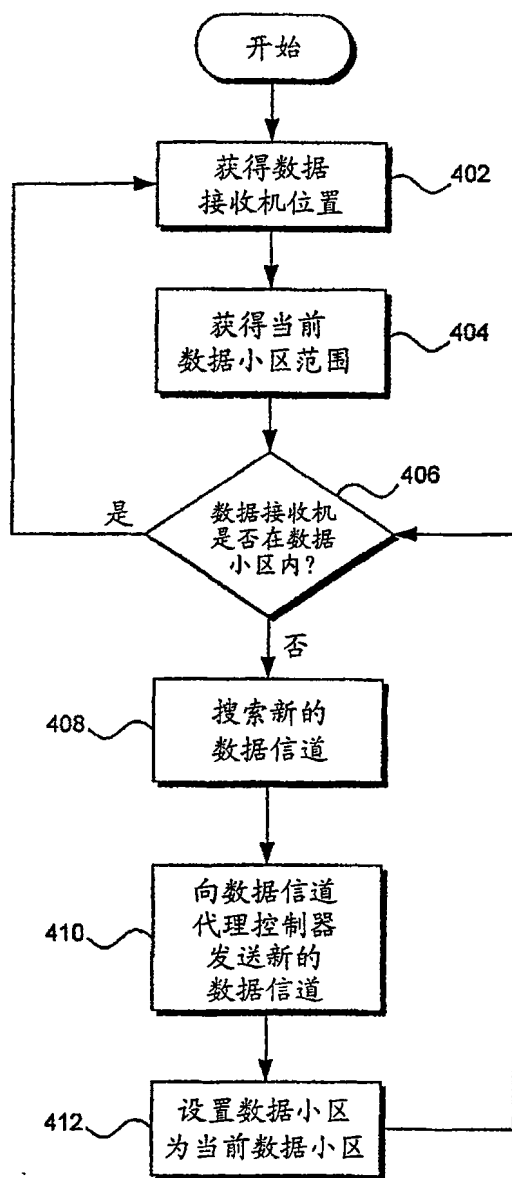 开始
获得数据
接收机位置
402
获得当前
数据小区范围
404
406
数据接收机
是否在数据
小区内?
是
否
408
搜索新的
数据信道
410
向数据信道
代理控制器
发送新的
数据信道
412
设置数据小区
为当前数据小区